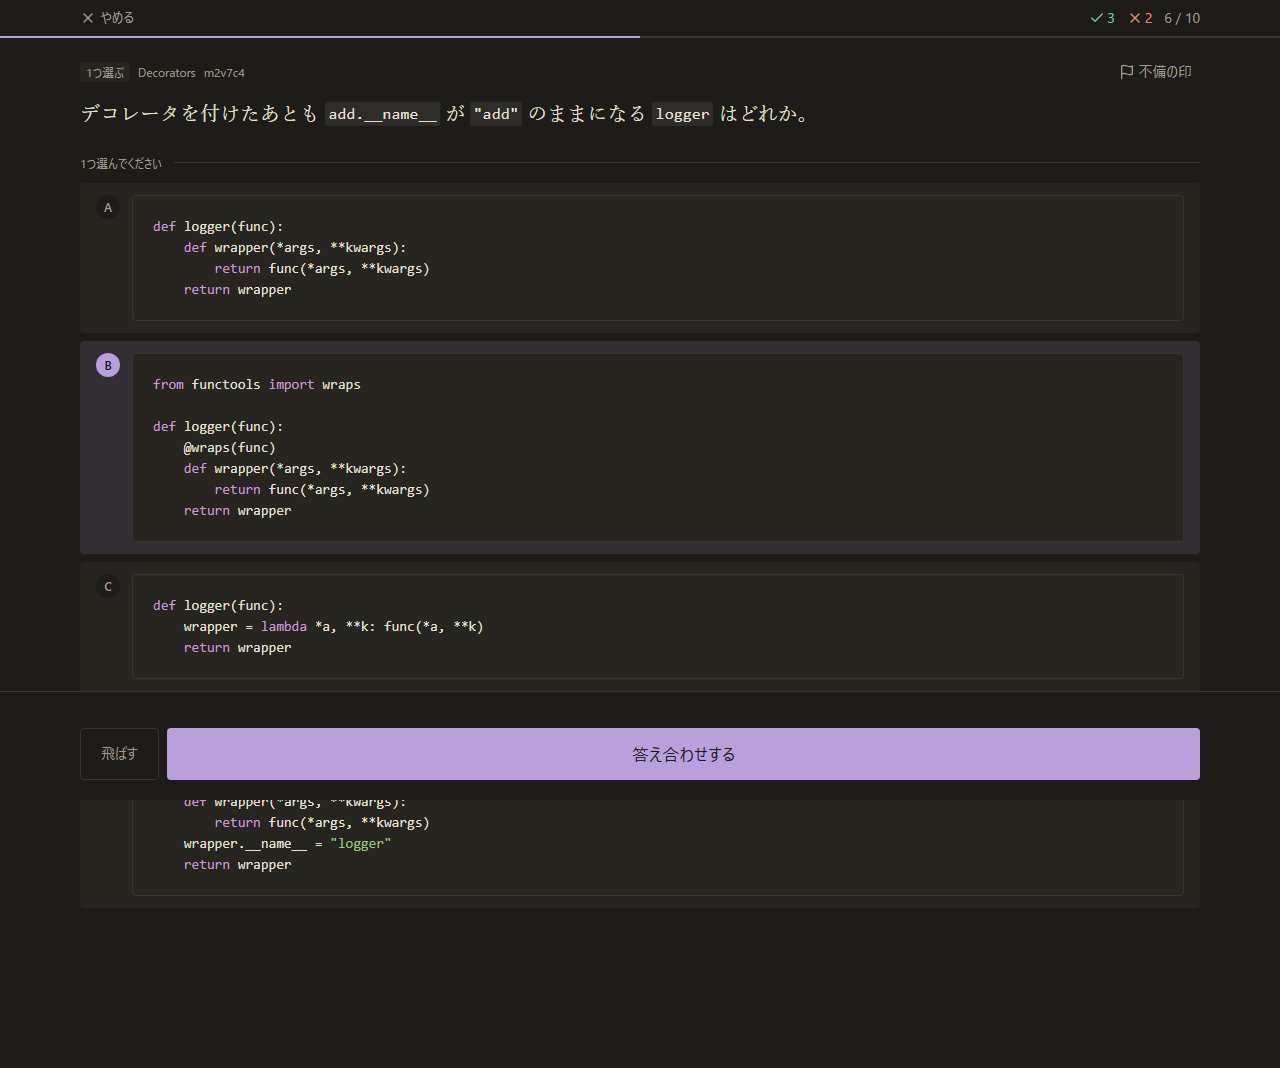 やめる
3 2 6 / 10
1つ選ぶ Decorators m2v7c4
不備の印
デコレータを付けたあとも add.__name__ が "add" のままになる logger はどれか。
1つ選んでください
A
def logger(func):
    def wrapper(*args, **kwargs):
        return func(*args, **kwargs)
    return wrapper
B
from functools import wraps

def logger(func):
    @wraps(func)
    def wrapper(*args, **kwargs):
        return func(*args, **kwargs)
    return wrapper
C
def logger(func):
    wrapper = lambda *a, **k: func(*a, **k)
    return wrapper
飛ばす 答え合わせする
    def wrapper(*args, **kwargs):
        return func(*args, **kwargs)
    wrapper.__name__ = "logger"
    return wrapper